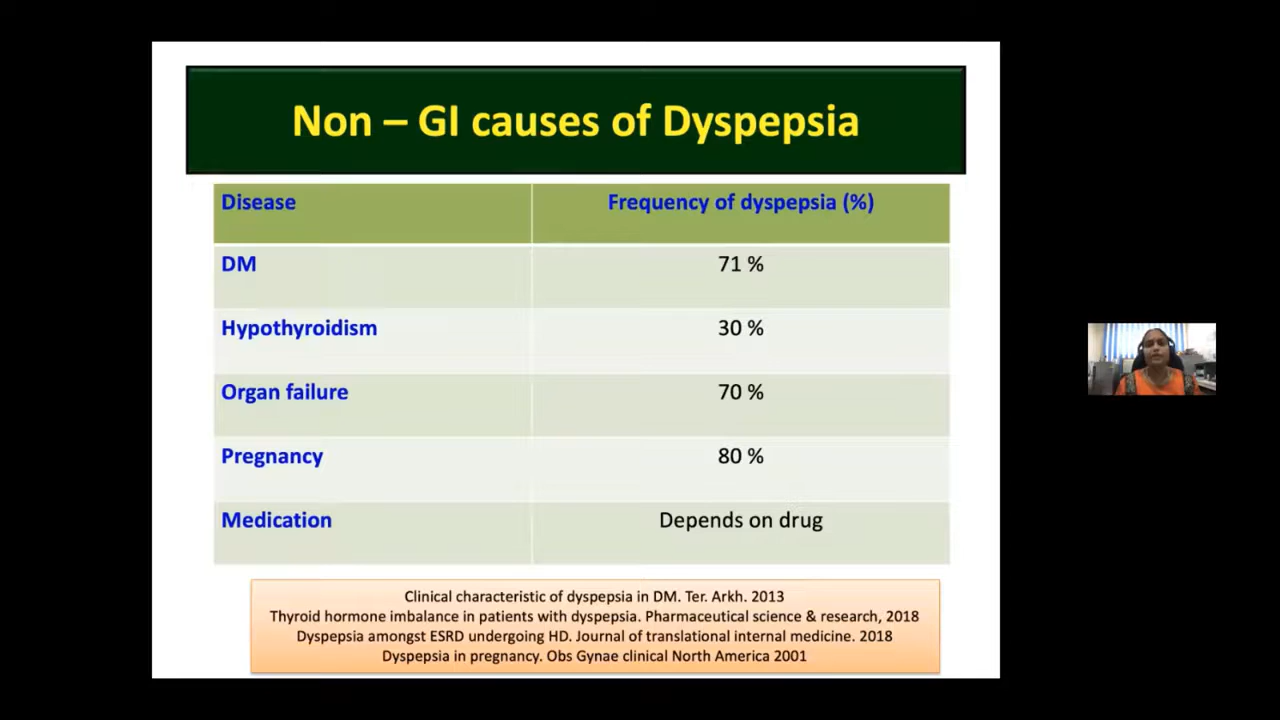 Non – GI causes of Dyspepsia
Disease Frequency of dyspepsia (%)
DM 71 %
Hypothyroidism 30 %
Organ failure 70 %
Pregnancy 80 %
Medication Depends on drug
Clinical characteristic of dyspepsia in DM. Ter. Arkh. 2013
Thyroid hormone imbalance in patients with dyspepsia. Pharmaceutical science & research, 2018
Dyspepsia amongst ESRD undergoing HD. Journal of translational internal medicine. 2018
Dyspepsia in pregnancy. Obs Gynae clinical North America 2001